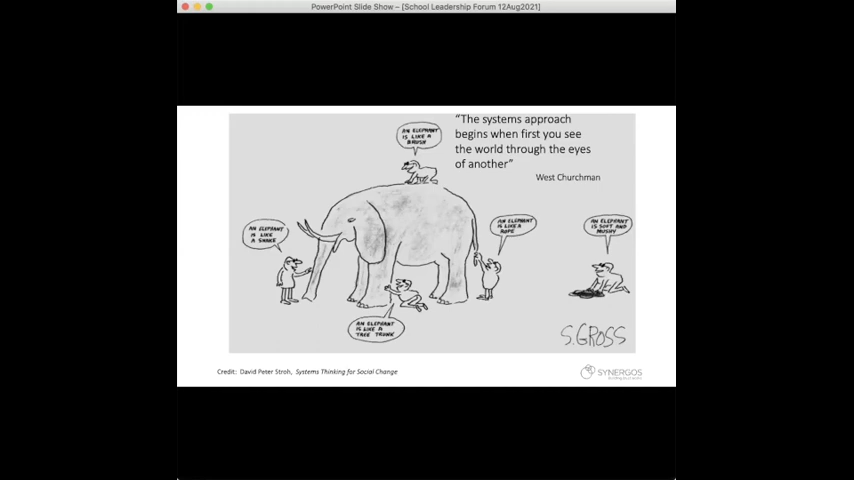 PowerPoint Slide Show – [School Leadership Forum 12Aug2021]
“The systems approach
begins when first you see
the world through the eyes
of another”
West Churchman
AN ELEPHANT
IS LIKE A
BRUSH
AN ELEPHANT
IS LIKE
A SNAKE
AN ELEPHANT
IS LIKE A
ROPE
AN ELEPHANT
IS SOFT AND
MUSHY
AN ELEPHANT
IS LIKE A
TREE TRUNK
S.GROSS
Credit: David Peter Stroh, Systems Thinking for Social Change
SYNERGOS